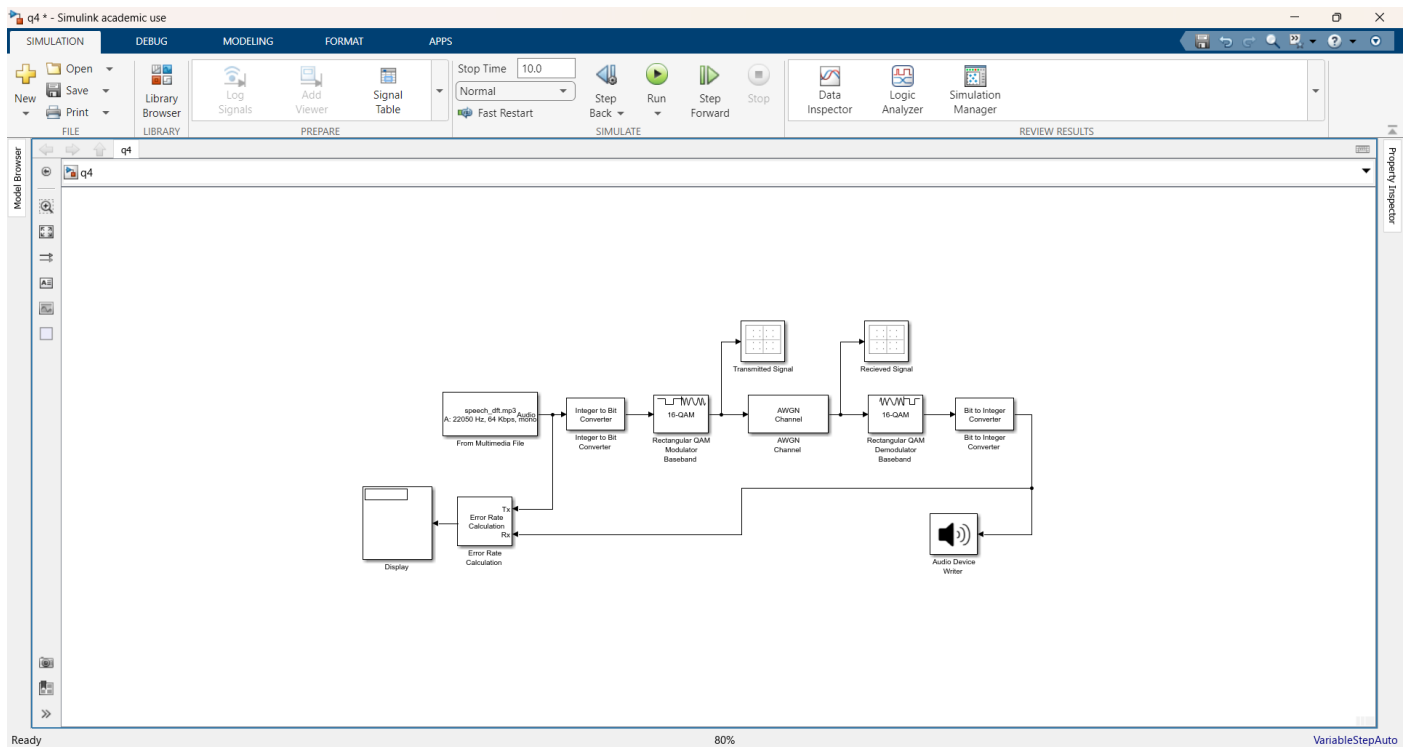 q4 * - Simulink academic use
SIMULATION DEBUG MODELING FORMAT APPS
New
Open
Save
Print
FILE
Library
Browser
LIBRARY
Log
Signals
Add
Viewer
Signal
Table
PREPARE
Stop Time 10.0
Normal
Fast Restart
Step
Back
Run
Step
Forward
Stop
SIMULATE
Data
Inspector
Logic
Analyzer
Simulation
Manager
REVIEW RESULTS
Model Browser
q4
q4
Property Inspector
Transmitted Signal
Recieved Signal
speech_dft.mp3
A: 22050 Hz, 64 Kbps, mono
Audio
From Multimedia File
Integer to Bit
Converter
Integer to Bit
Converter
16-QAM
Rectangular QAM
Modulator
Baseband
AWGN
Channel
AWGN
Channel
16-QAM
Rectangular QAM
Demodulator
Baseband
Bit to Integer
Converter
Bit to Integer
Converter
Display
Tx
Error Rate
Calculation
Rx
Error Rate
Calculation
Audio Device
Writer
Ready
80%
VariableStepAuto